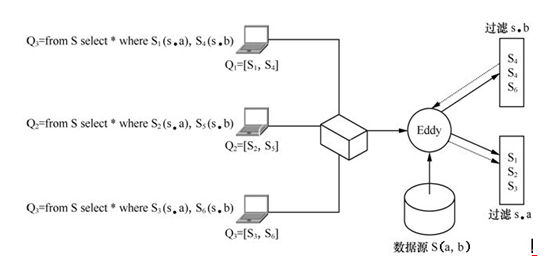 过滤 s.b
Q3=from S select * where S1(s.a), S4(s.b)
Q1=[S1, S4]
S4
S4
S6
Q2=from S select * where S2(s.a), S5(s.b)
Q2=[S2, S5]
Eddy
S1
S2
S3
过滤 s.a
Q3=from S select * where S3(s.a), S6(s.b)
Q3=[S3, S6]
数据源 S(a, b)
!